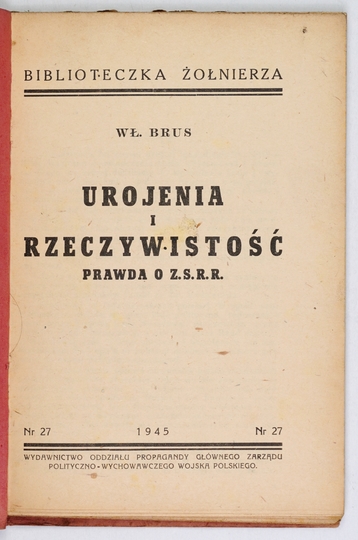 BIBLIOTECZKA ŻOŁNIERZA
WŁ. BRUS
UROJENIA
I
RZECZYWISTOŚĆ
PRAWDA O Z.S.R.R.
Nr 27 1945 Nr 27
WYDAWNICTWO ODDZIAŁU PROPAGANDY GŁÓWNEGO ZARZĄDU
POLITYCZNO-WYCHOWAWCZEGO WOJSKA POLSKIEGO.